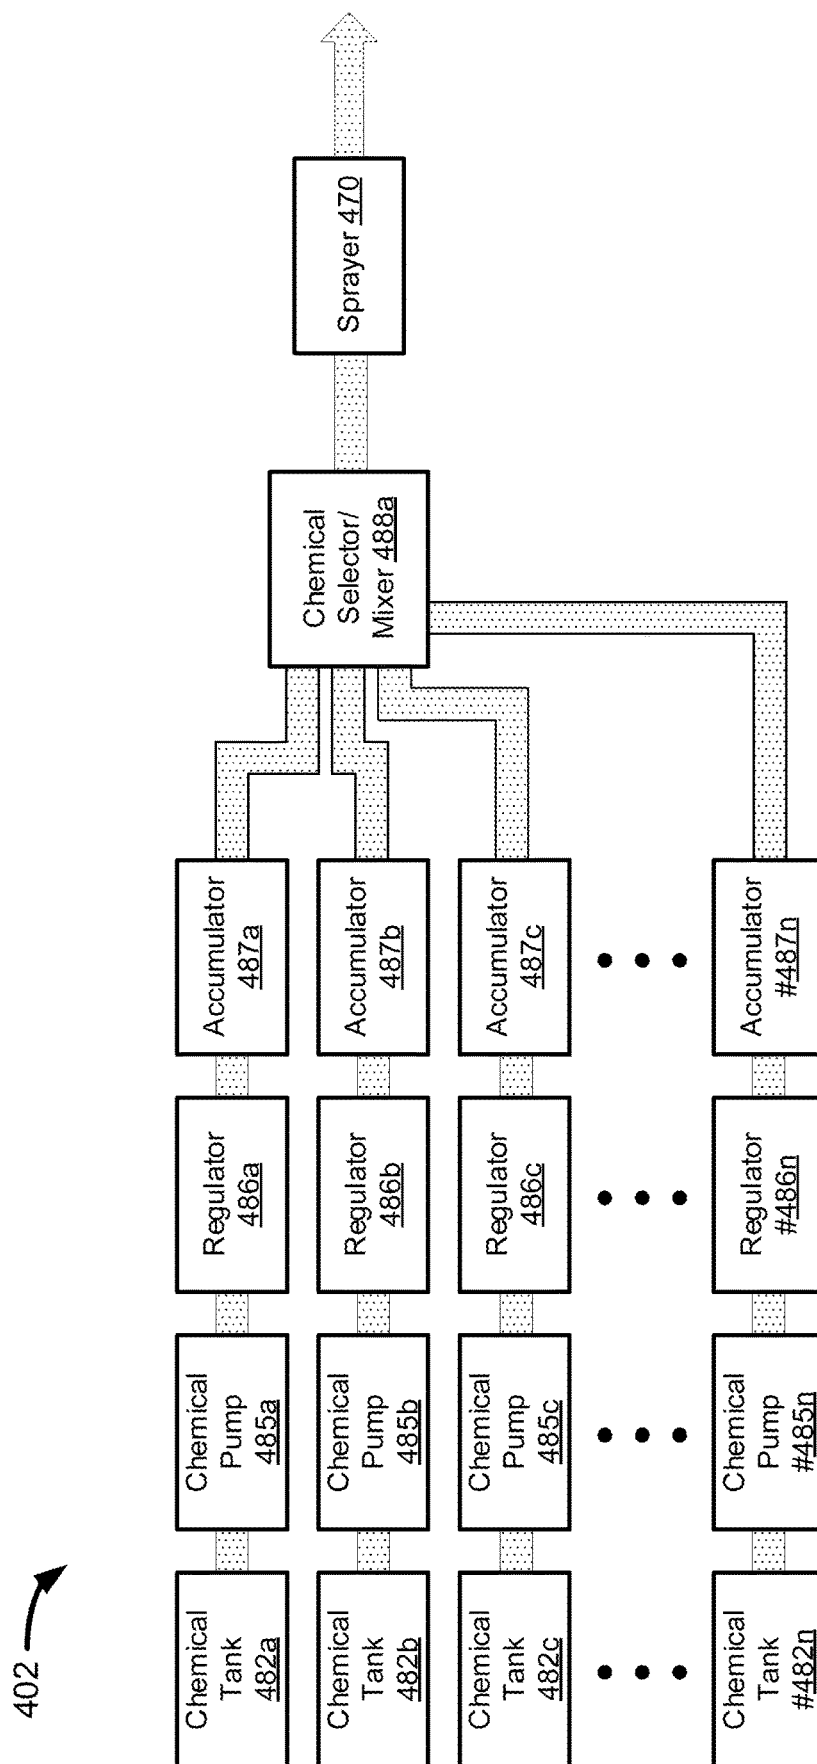 402
Chemical
Tank
482a
Chemical
Pump
485a
Regulator
486a
Accumulator
487a
Chemical
Tank
482b
Chemical
Pump
485b
Regulator
486b
Accumulator
487b
Chemical
Tank
482c
Chemical
Pump
485c
Regulator
486c
Accumulator
487c
Chemical
Tank
#482n
Chemical
Pump
#485n
Regulator
#486n
Accumulator
#487n
Chemical
Selector/
Mixer 488a
Sprayer 470